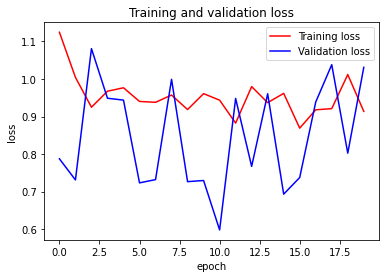 Training and validation loss
Training loss
Validation loss
loss
1.1
1.0
0.9
0.8
0.7
0.6
0.0 2.5 5.0 7.5 10.0 12.5 15.0 17.5
epoch